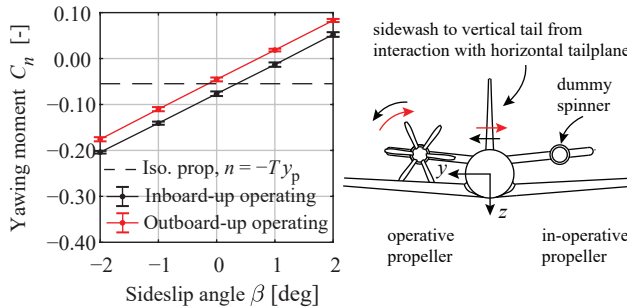 Yawing moment C_n [-]
0.10
0.00
−0.10
−0.20
−0.30
−0.40
Iso. prop, n = −Ty_p
Inboard-up operating
Outboard-up operating
−2
−1
0
1
2
Sideslip angle β [deg]
sidewash to vertical tail from
interaction with horizontal tailplane
dummy
spinner
y
z
operative
propeller
in-operative
propeller